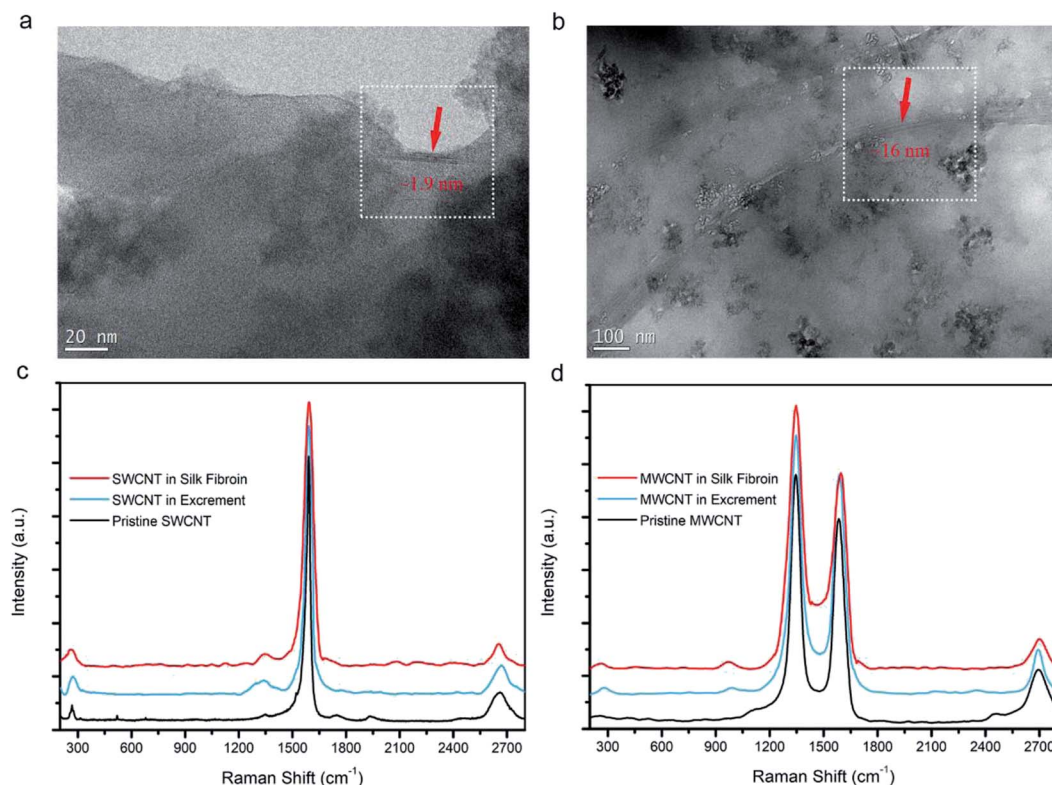 a
b
~1.9 nm
~16 nm
20 nm
100 nm
c
d
SWCNT in Silk Fibroin
SWCNT in Excrement
Pristine SWCNT
MWCNT in Silk Fibroin
MWCNT in Excrement
Pristine MWCNT
Intensity (a.u.)
Intensity (a.u.)
300 600 900 1200 1500 1800 2100 2400 2700
300 600 900 1200 1500 1800 2100 2400 2700
Raman Shift (cm⁻¹)
Raman Shift (cm⁻¹)